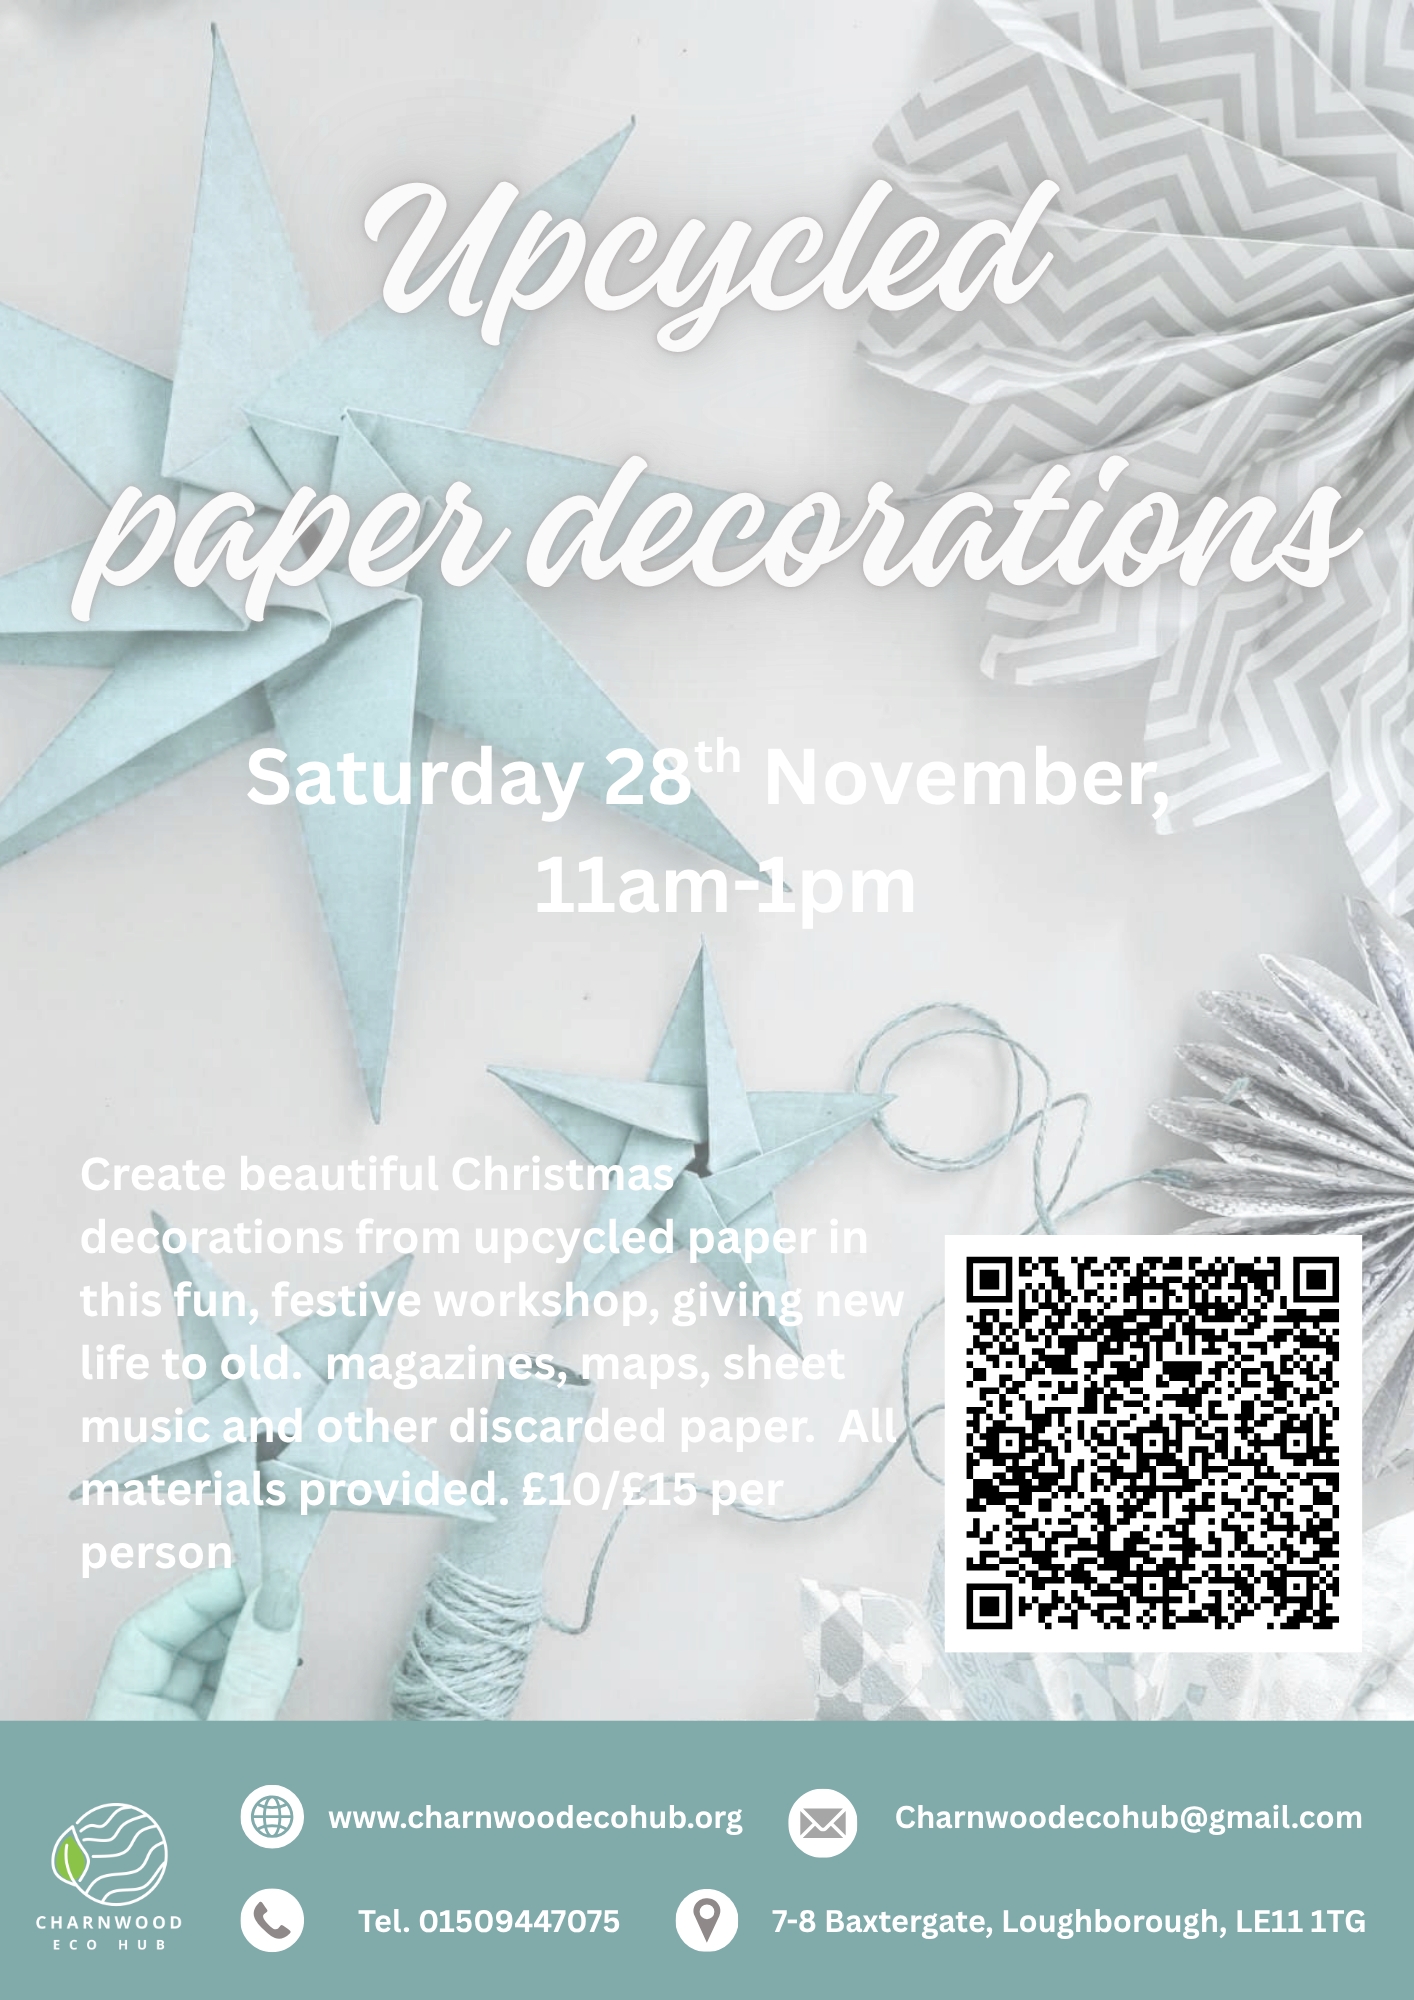 Upcycled
paper decorations
Saturday 28th November,
11am-1pm
Create beautiful Christmas
decorations from upcycled paper in
this fun, festive workshop, giving new
life to old.  magazines, maps, sheet
music and other discarded paper.  All
materials provided. £10/£15 per
person
www.charnwoodecohub.org
Charnwoodecohub@gmail.com
Tel. 01509447075
7-8 Baxtergate, Loughborough, LE11 1TG
CHARNWOOD
ECO HUB